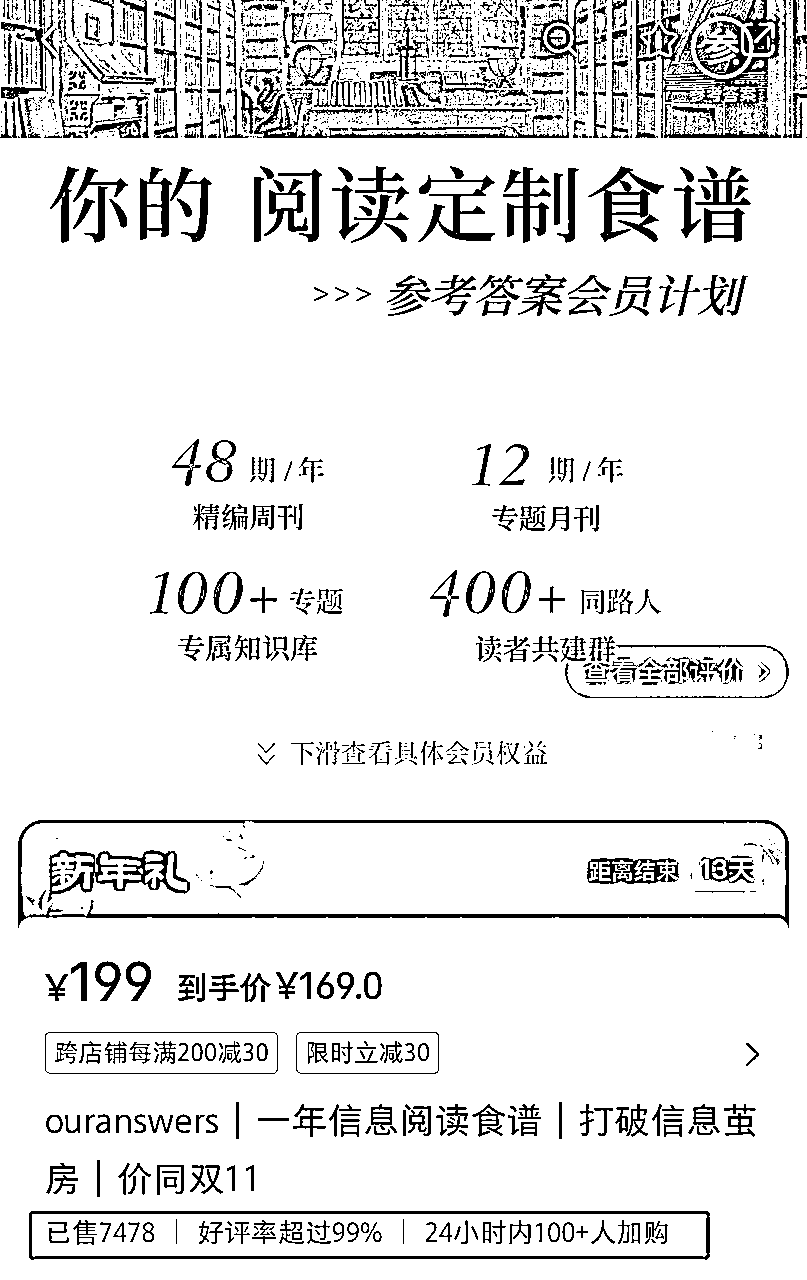 你的 阅读定制食谱
>>> 参考答案会员计划
48 期/年 12 期/年
精编周刊 专题月刊
100+ 专题 400+ 同路人
专属知识库 读者共建群
查看全部评价
下滑查看具体会员权益
新年礼 距离结束 13天
¥199 到手价¥169.0
跨店铺每满200减30 限时立减30
ouranswers｜一年信息阅读食谱｜打破信息茧
房｜价同双11
已售7478｜好评率超过99%｜24小时内100+人加购